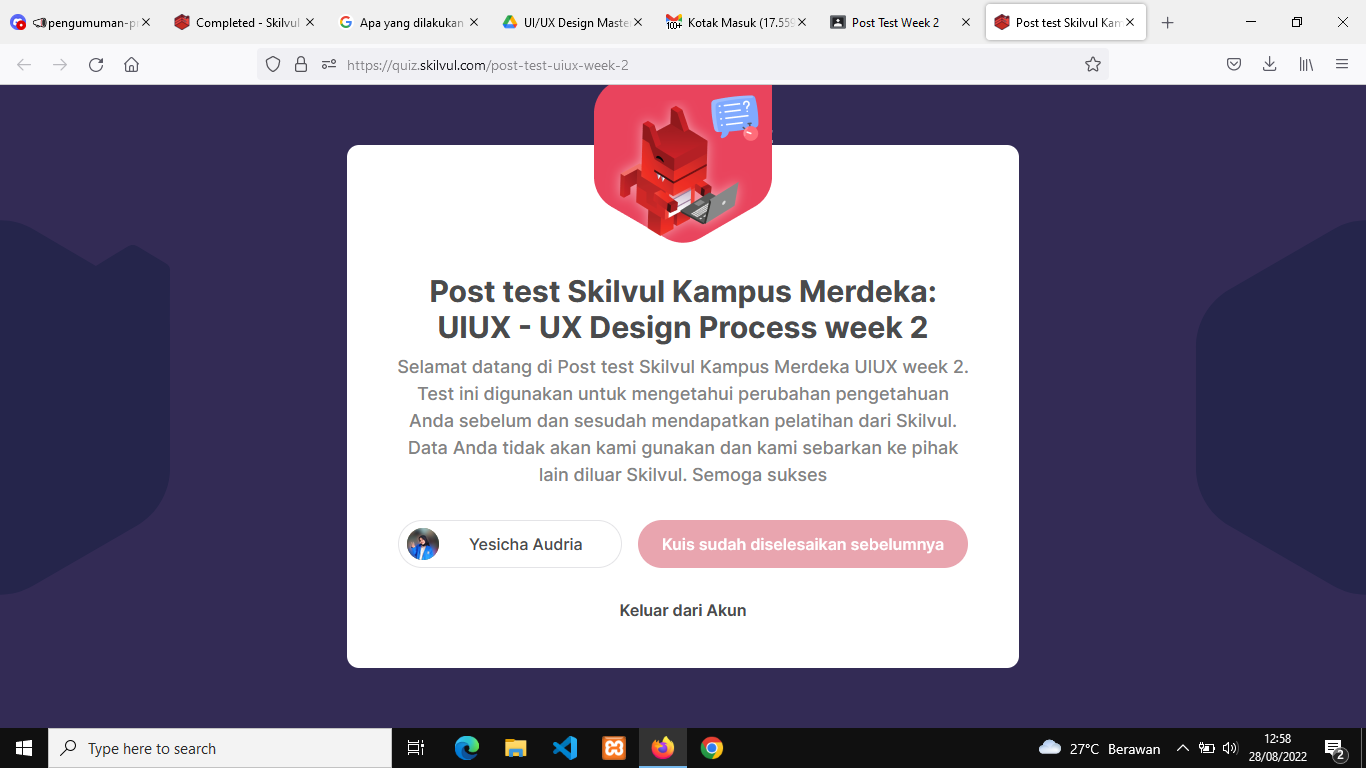 pengumuman-p
Completed - Skilvul
Apa yang dilakukan
UI/UX Design Maste
Kotak Masuk (17.559
Post Test Week 2
Post test Skilvul Kam
https://quiz.skilvul.com/post-test-uiux-week-2
Post test Skilvul Kampus Merdeka:
UIUX - UX Design Process week 2
Selamat datang di Post test Skilvul Kampus Merdeka UIUX week 2.
Test ini digunakan untuk mengetahui perubahan pengetahuan
Anda sebelum dan sesudah mendapatkan pelatihan dari Skilvul.
Data Anda tidak akan kami gunakan dan kami sebarkan ke pihak
lain diluar Skilvul. Semoga sukses
Yesicha Audria
Kuis sudah diselesaikan sebelumnya
Keluar dari Akun
Type here to search
27°C Berawan
12:58
28/08/2022
2